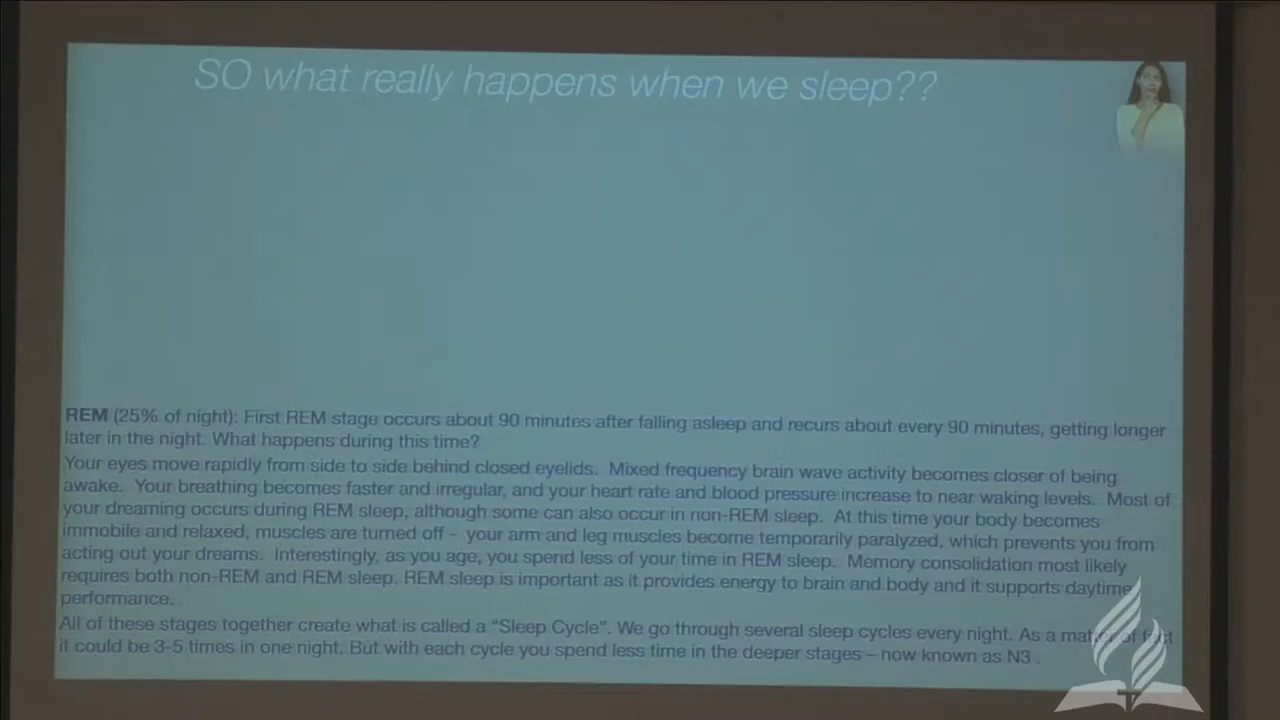 SO what really happens when we sleep??
REM (25% of night): First REM stage occurs about 90 minutes after falling asleep and recurs about every 90 minutes, getting longer
later in the night. What happens during this time?
Your eyes move rapidly from side to side behind closed eyelids. Mixed frequency brain wave activity becomes closer of being
awake. Your breathing becomes faster and irregular, and your heart rate and blood pressure increase to near waking levels. Most of
your dreaming occurs during REM sleep, although some can also occur in non-REM sleep. At this time your body becomes
immobile and relaxed, muscles are turned off – your arm and leg muscles become temporarily paralyzed, which prevents you from
acting out your dreams. Interestingly, as you age, you spend less of your time in REM sleep. Memory consolidation most likely
requires both non-REM and REM sleep. REM sleep is important as it provides energy to brain and body and it supports daytime
performance.
All of these stages together create what is called a “Sleep Cycle”. We go through several sleep cycles every night. As a matter of fact
it could be 3-5 times in one night. But with each cycle you spend less time in the deeper stages – now known as N3 .